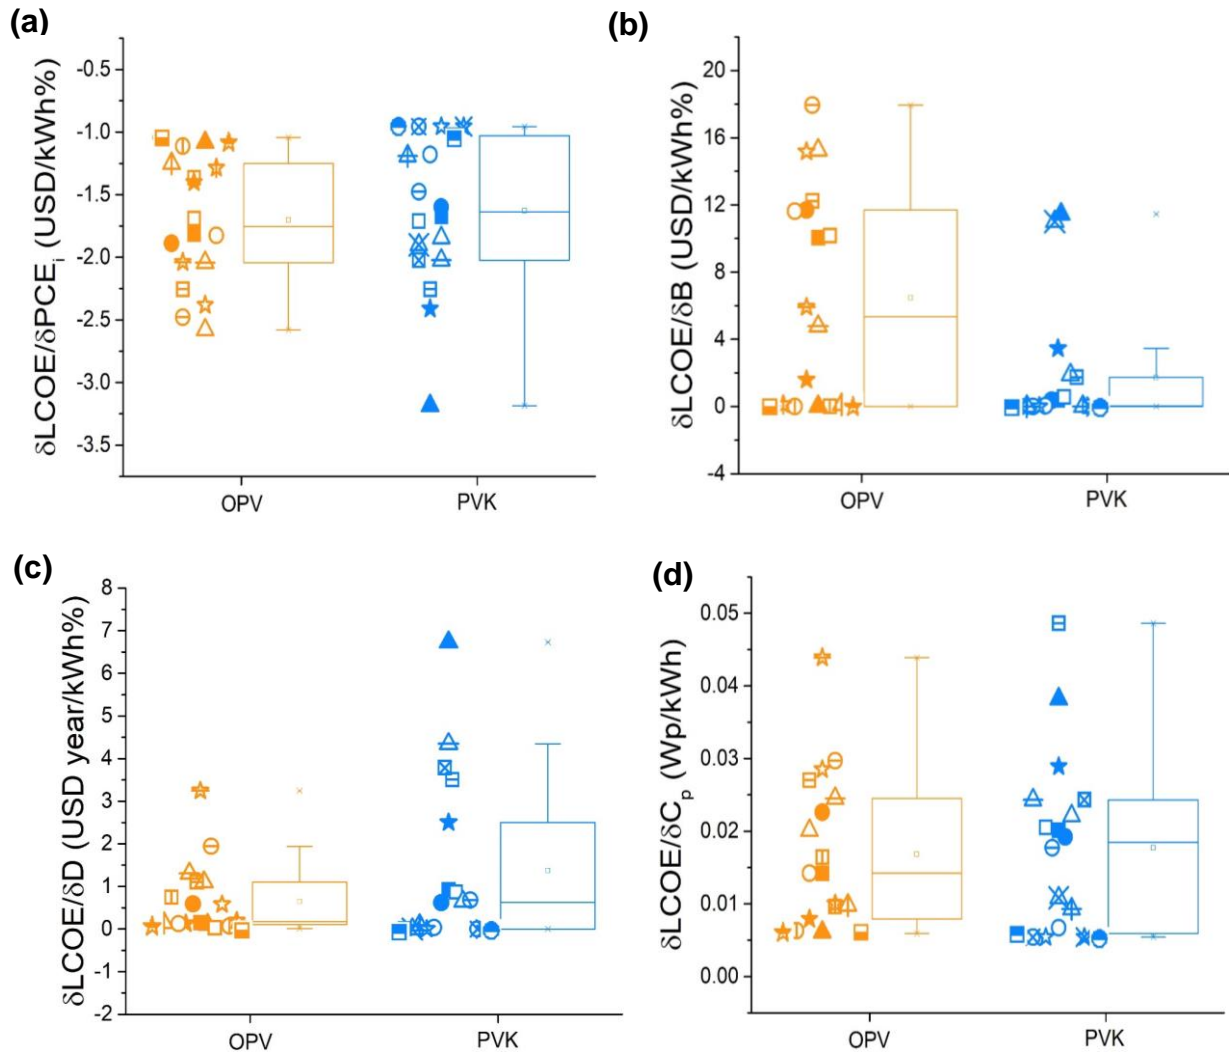 (a)
δLCOE/δPCEi (USD/kWh%)
-0.5
-1.0
-1.5
-2.0
-2.5
-3.0
-3.5
OPV PVK
(b)
δLCOE/δB (USD/kWh%)
20
16
12
8
4
0
-4
OPV PVK
(c)
δLCOE/δD (USD year/kWh%)
8
7
6
5
4
3
2
1
0
-1
-2
OPV PVK
(d)
δLCOE/δCp (Wp/kWh)
0.05
0.04
0.03
0.02
0.01
0.00
OPV PVK